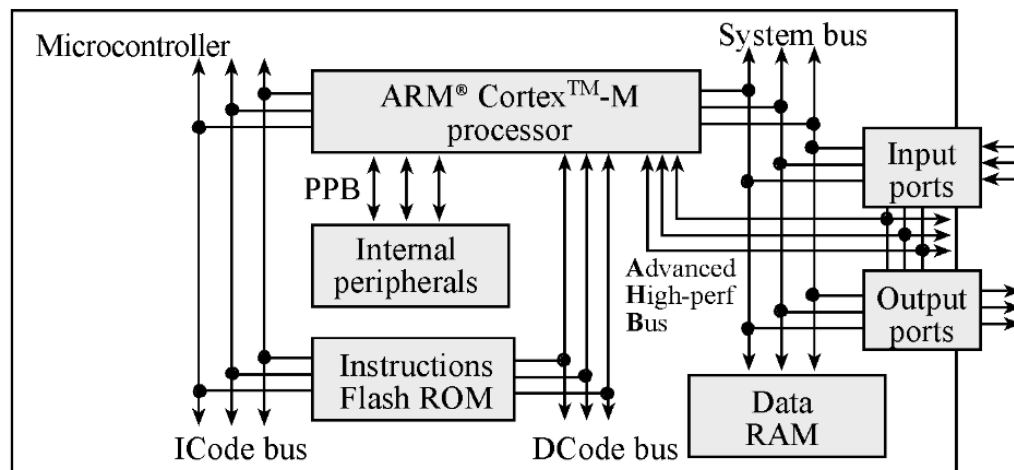 Microcontroller
System bus
ARM® Cortex™-M
processor
Input
ports
PPB
Internal
peripherals
Advanced
High-perf
Bus
Output
ports
Instructions
Flash ROM
Data
RAM
ICode bus
DCode bus